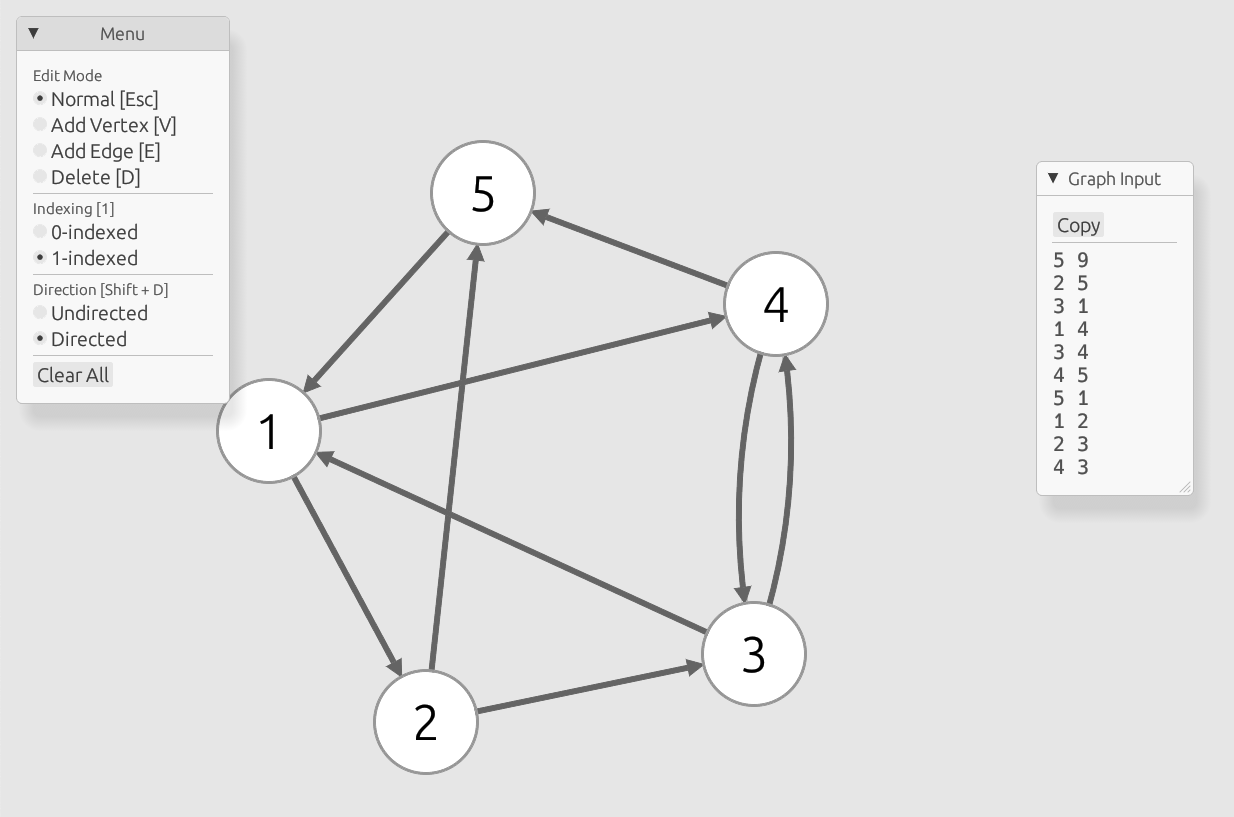 Menu
Edit Mode
Normal [Esc]
Add Vertex [V]
Add Edge [E]
Delete [D]
Indexing [1]
0-indexed
1-indexed
Direction [Shift + D]
Undirected
Directed
Clear All
5
4
1
3
2
Graph Input
Copy
5 9
2 5
3 1
1 4
3 4
4 5
5 1
1 2
2 3
4 3